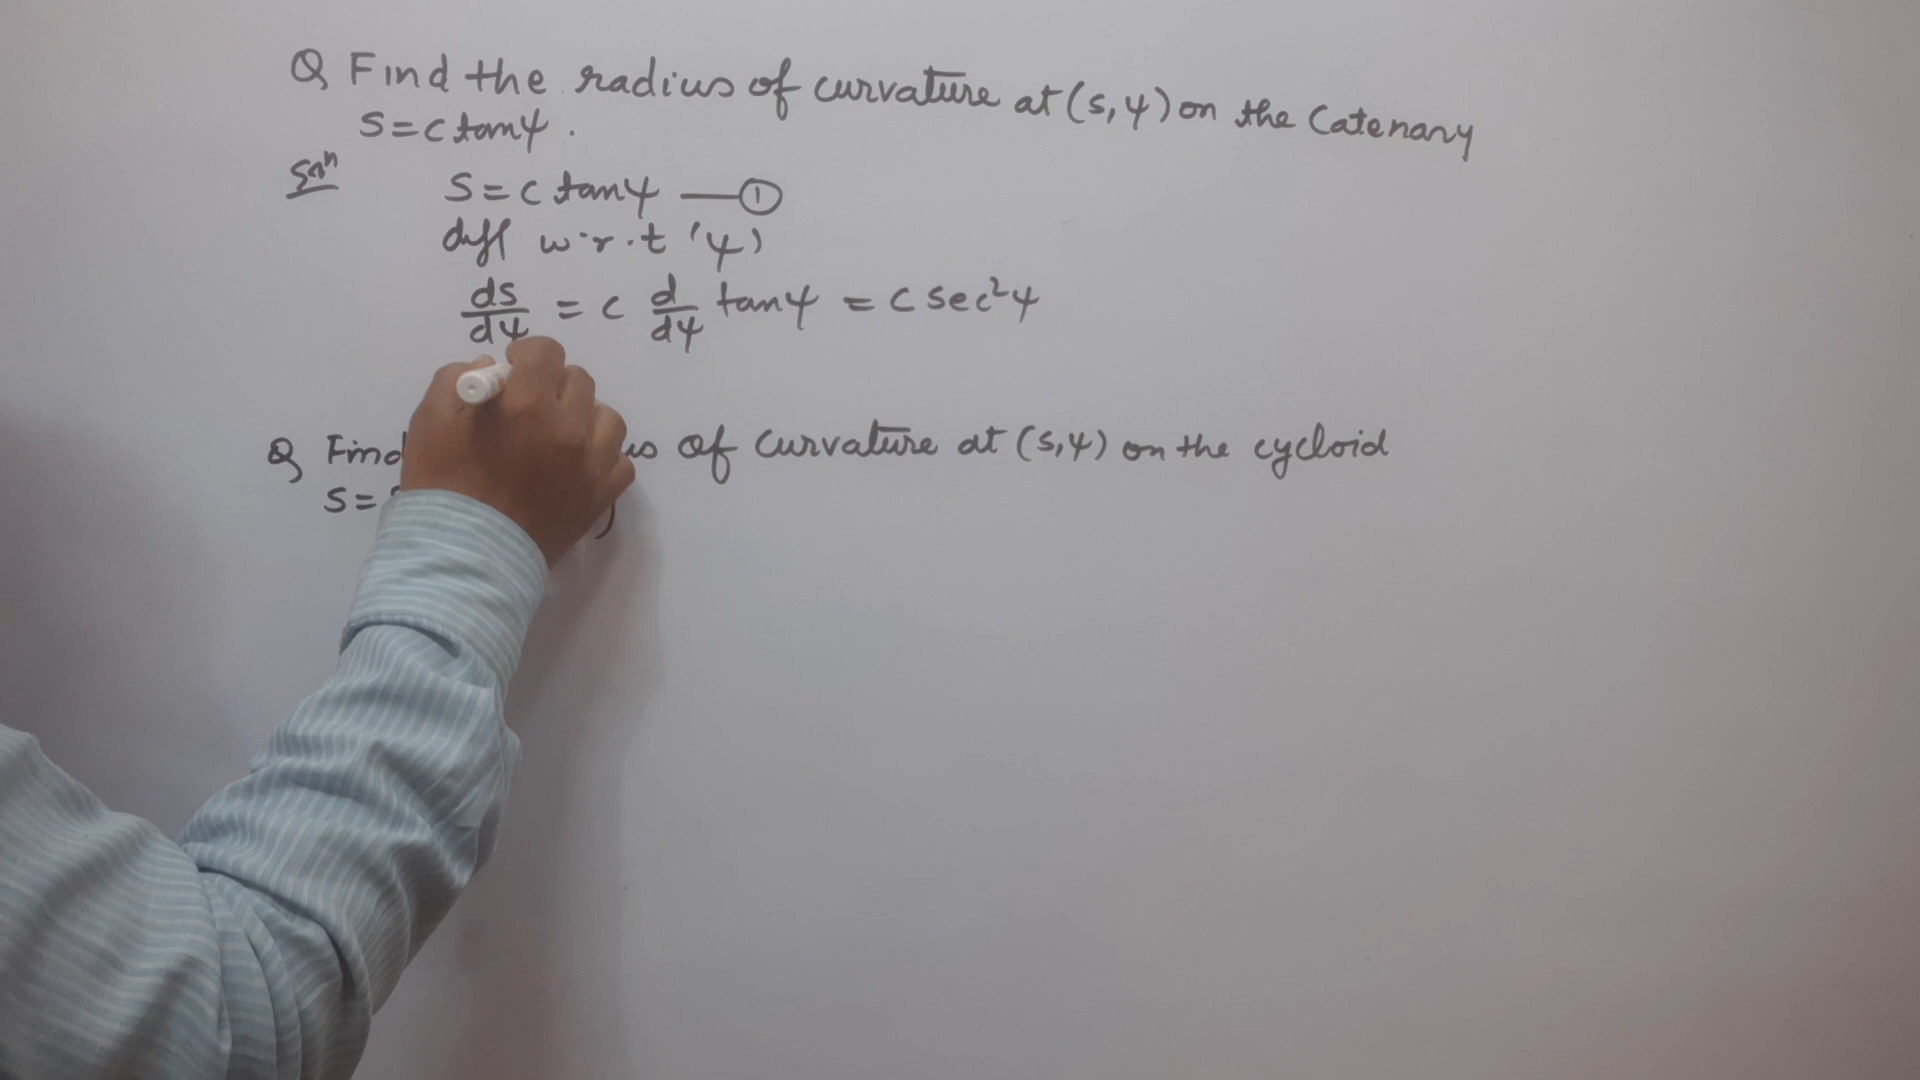 Q Find the radius of curvature at (s, ψ) on the Catenary
S = c tanψ .
Solⁿ
S = c tanψ —①
diff w.r.t 'ψ'
ds/dψ = c d/dψ tanψ = c sec²ψ
Q Find of curvature at (s,ψ) on the cycloid
S =